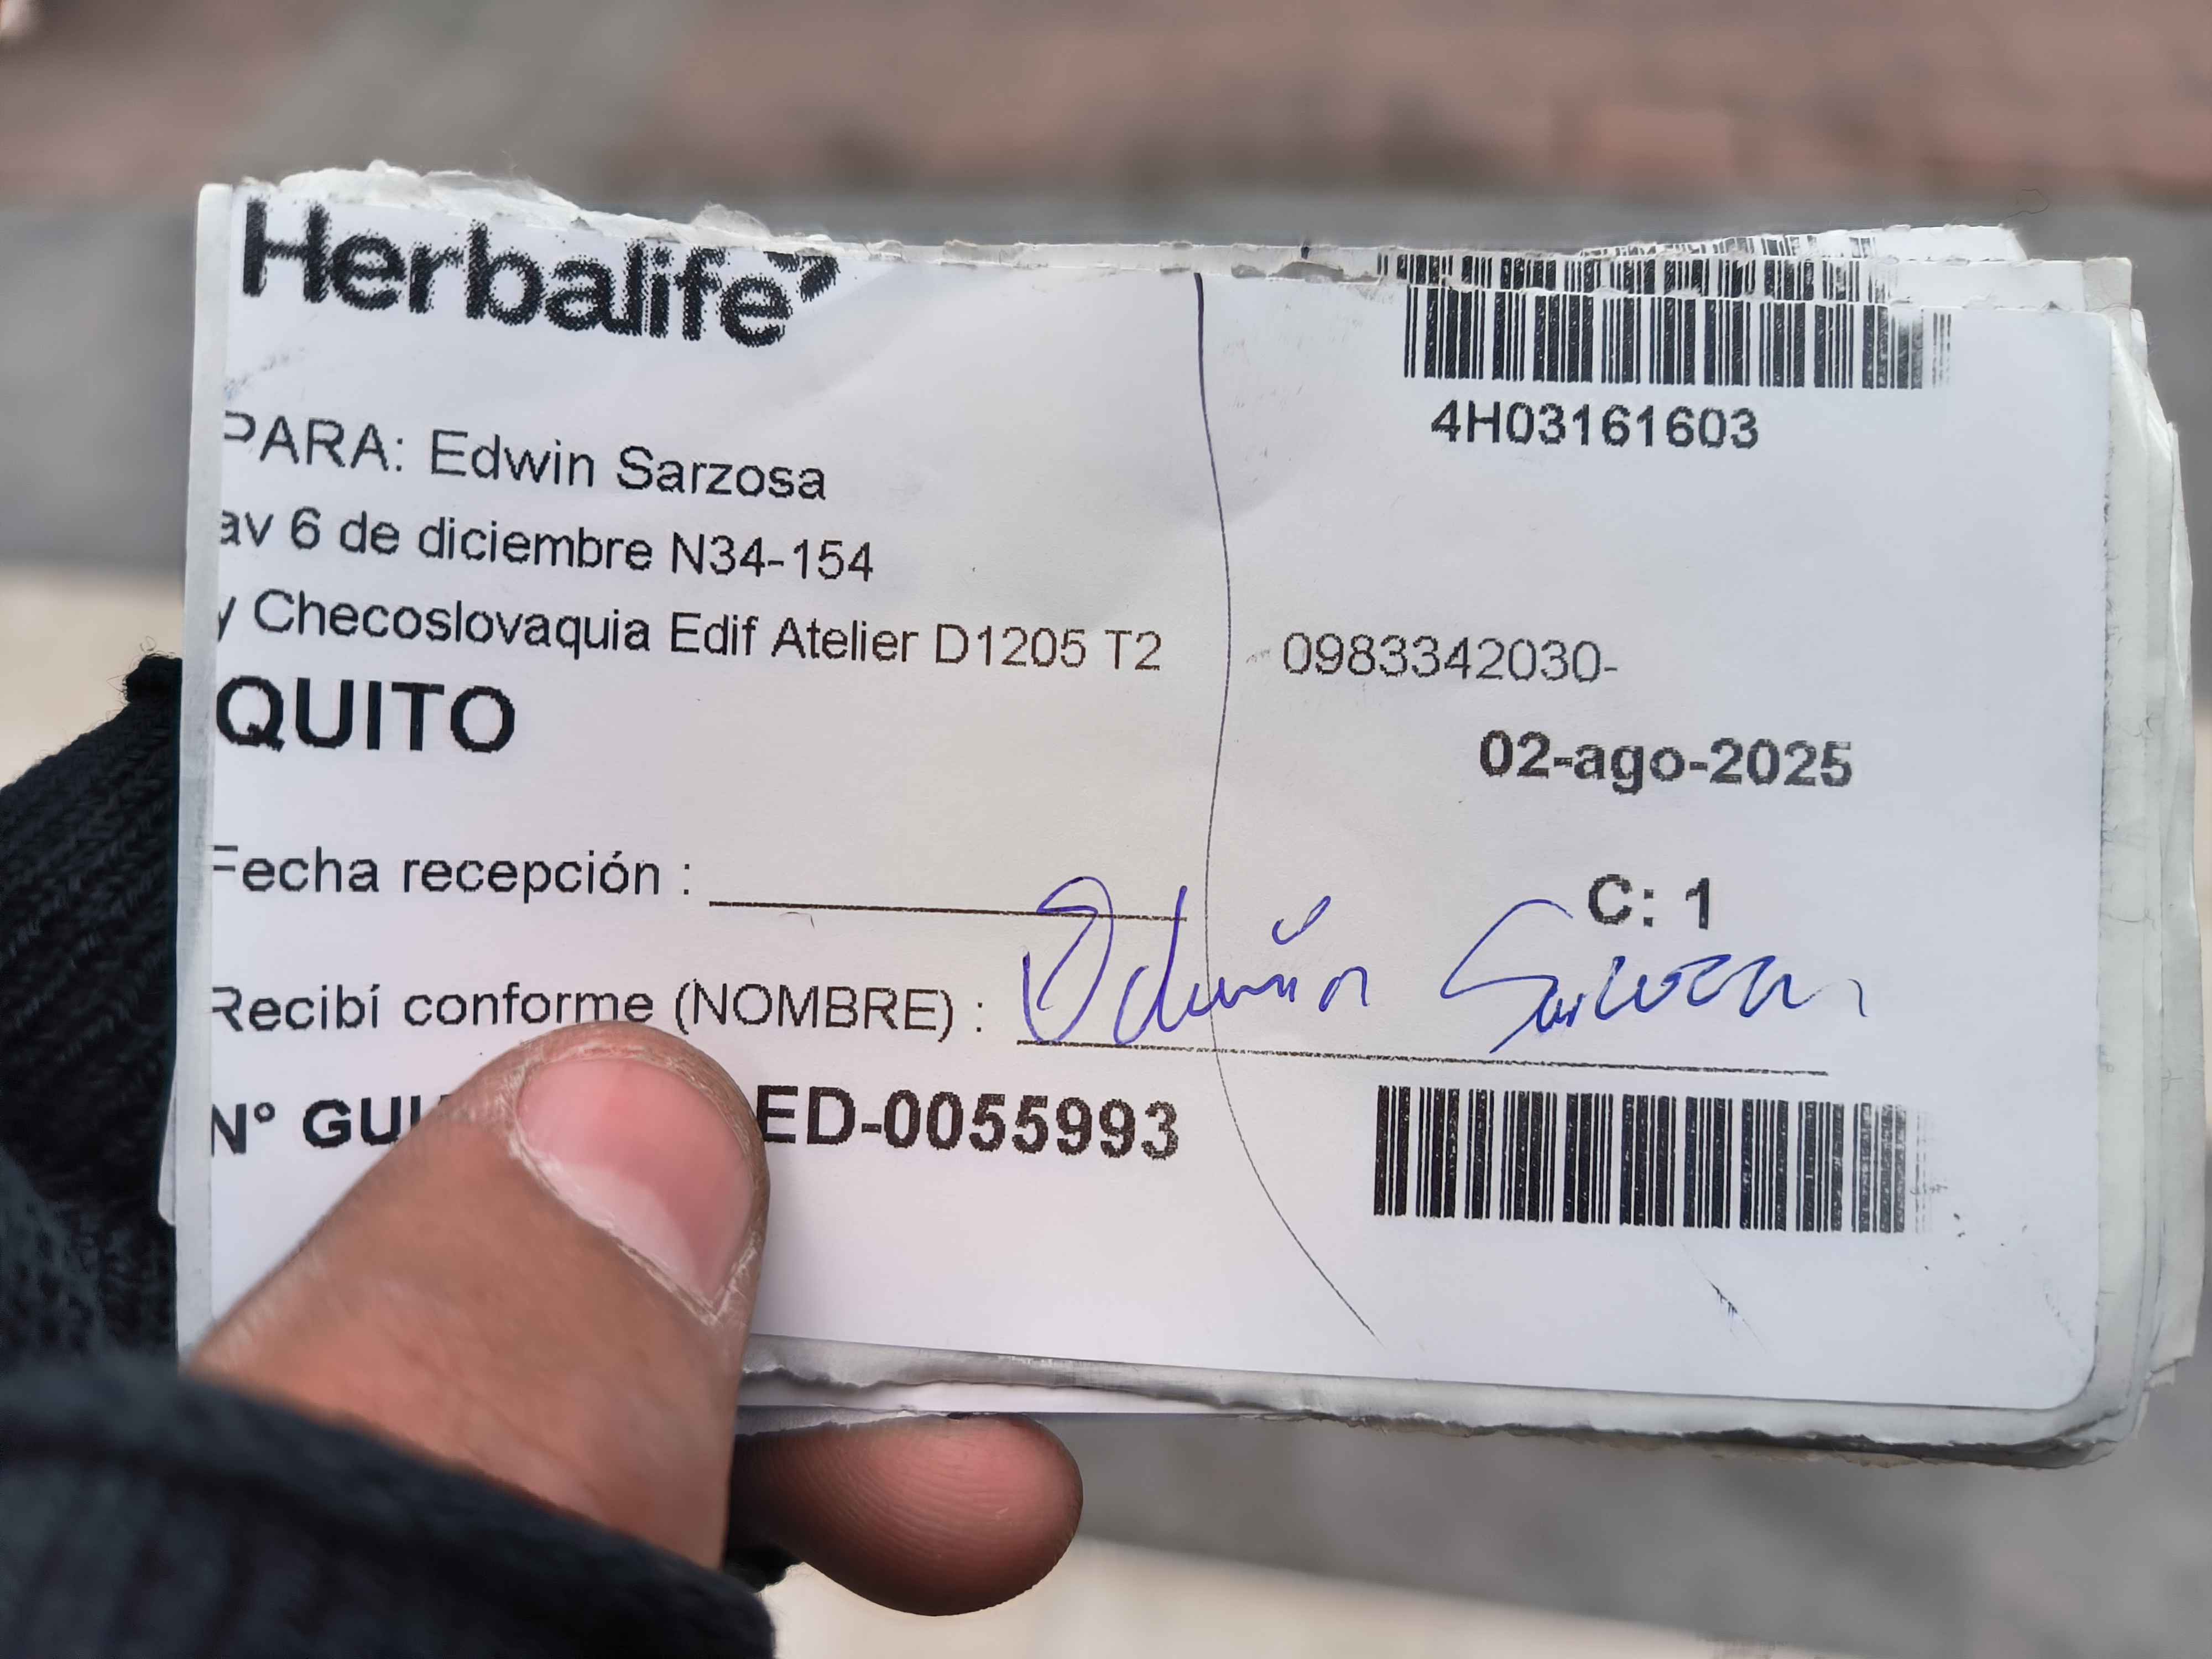 Herbalife
4H03161603
PARA: Edwin Sarzosa
av 6 de diciembre N34-154
y Checoslovaquia Edif Atelier D1205 T2
0983342030-
QUITO
02-ago-2025
Fecha recepción :
C: 1
Recibí conforme (NOMBRE) :
N° GUI ED-0055993